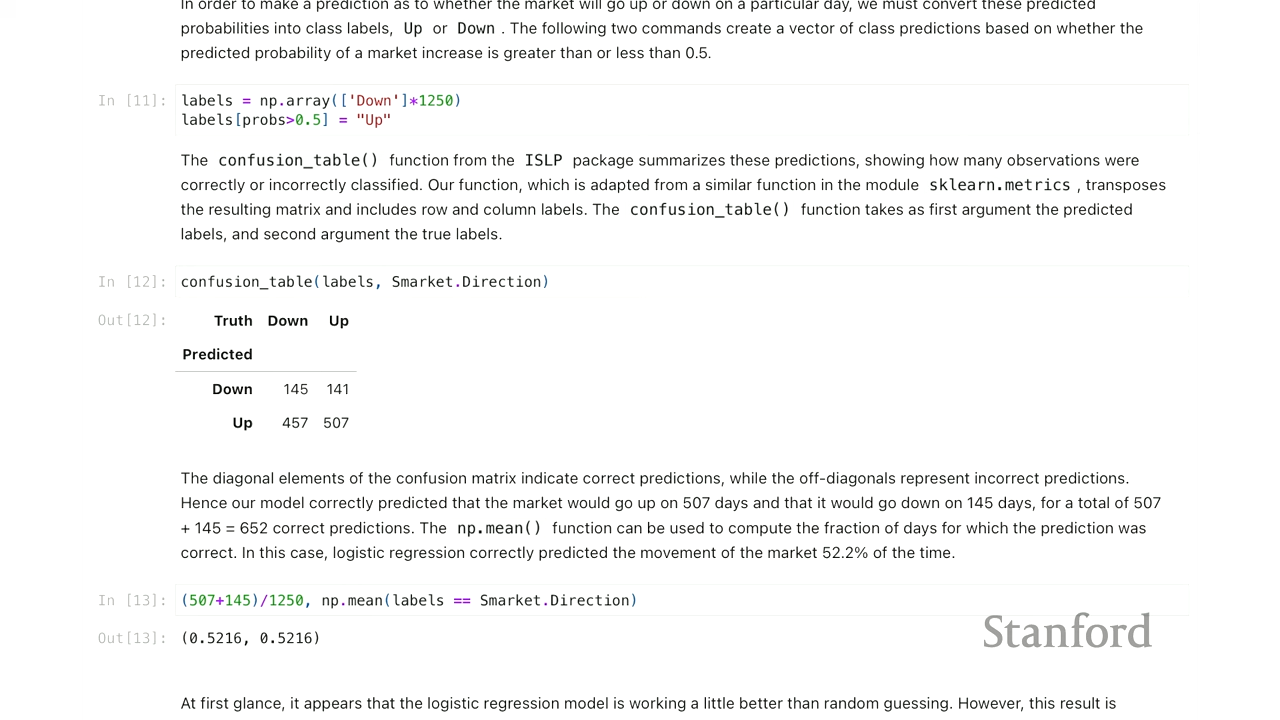 In order to make a prediction as to whether the market will go up or down on a particular day, we must convert these predicted
probabilities into class labels, Up or Down . The following two commands create a vector of class predictions based on whether the
predicted probability of a market increase is greater than or less than 0.5.
In [11]: labels = np.array(['Down']*1250)
labels[probs>0.5] = "Up"
The confusion_table() function from the ISLP package summarizes these predictions, showing how many observations were
correctly or incorrectly classified. Our function, which is adapted from a similar function in the module sklearn.metrics , transposes
the resulting matrix and includes row and column labels. The confusion_table() function takes as first argument the predicted
labels, and second argument the true labels.
In [12]: confusion_table(labels, Smarket.Direction)
Out[12]: Truth Down Up
Predicted
Down 145 141
Up 457 507
The diagonal elements of the confusion matrix indicate correct predictions, while the off-diagonals represent incorrect predictions.
Hence our model correctly predicted that the market would go up on 507 days and that it would go down on 145 days, for a total of 507
+ 145 = 652 correct predictions. The np.mean() function can be used to compute the fraction of days for which the prediction was
correct. In this case, logistic regression correctly predicted the movement of the market 52.2% of the time.
In [13]: (507+145)/1250, np.mean(labels == Smarket.Direction)
Out[13]: (0.5216, 0.5216)
Stanford
At first glance, it appears that the logistic regression model is working a little better than random guessing. However, this result is